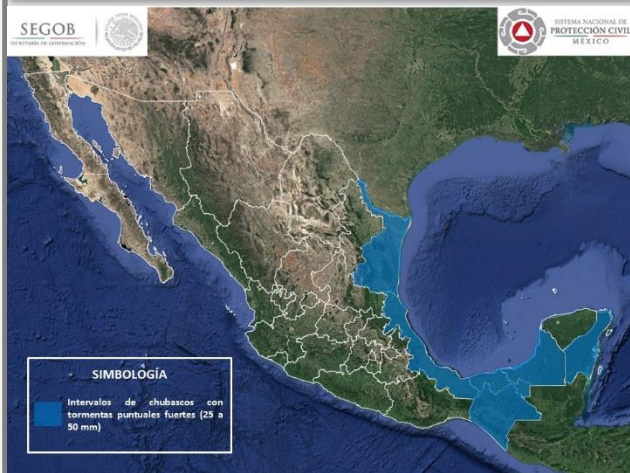 SEGOB
SECRETARÍA DE GOBERNACIÓN
SISTEMA NACIONAL DE
PROTECCIÓN CIVIL
MÉXICO
SIMBOLOGÍA
Intervalos de chubascos con
tormentas puntuales fuertes (25 a
50 mm)